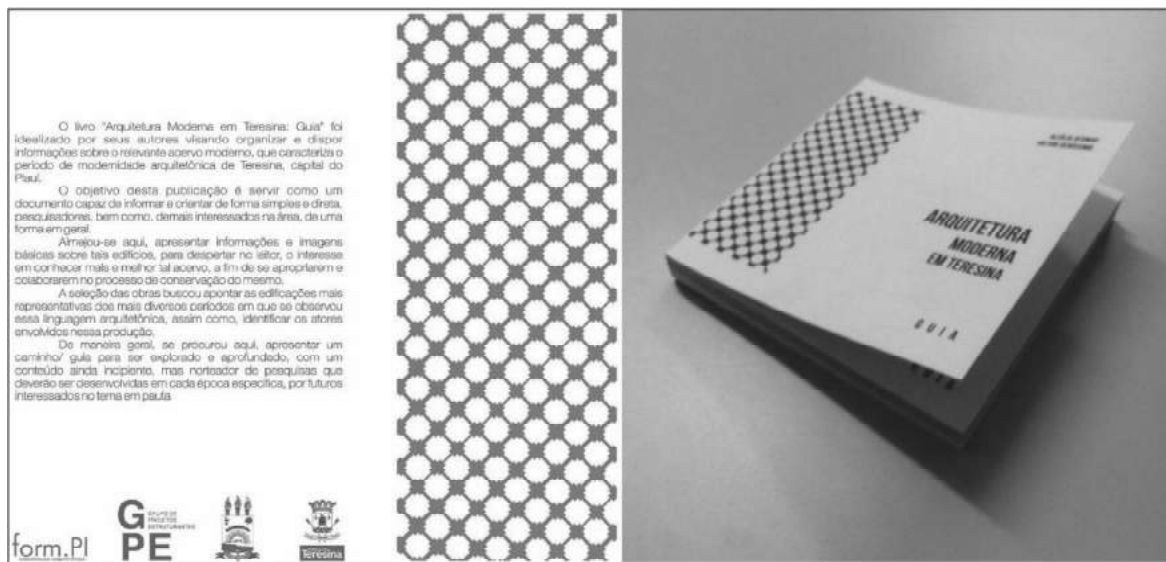 O livro "Arquitetura Moderna em Teresina: Guia" foi
idealizado por seus autores visando organizar e dispor
informações sobre o relevante acervo moderno, que caracteriza o
período de modernidade arquitetônica de Teresina, capital do
Piauí.
O objetivo desta publicação é servir como um
documento capaz de informar e orientar de forma simples e direta,
pesquisadores, bem como, demais interessados na área, de uma
forma em geral.
Almejou-se aqui, apresentar informações e imagens
básicas sobre tais edifícios, para despertar no leitor, o interesse
em conhecer mais e melhor tal acervo, a fim de se apropriarem e
colaborarem no processo de conservação do mesmo.
A seleção das obras buscou apontar as edificações mais
representativas dos mais diversos períodos em que se observou
essa linguagem arquitetônica, assim como, identificar os atores
envolvidos nessa produção.
De maneira geral, se procurou aqui, apresentar um
caminho/ guia para ser explorado e aprofundado, com um
conteúdo ainda incipiente, mas norteador de pesquisas que
deverão ser desenvolvidas em cada época específica, por futuros
interessados no tema em pauta
form.PI
GPE
GRUPO DE
PROJETOS
ESTRUTURANTES
Teresina
ARQUITETURA
MODERNA
EM TERESINA
GUIA